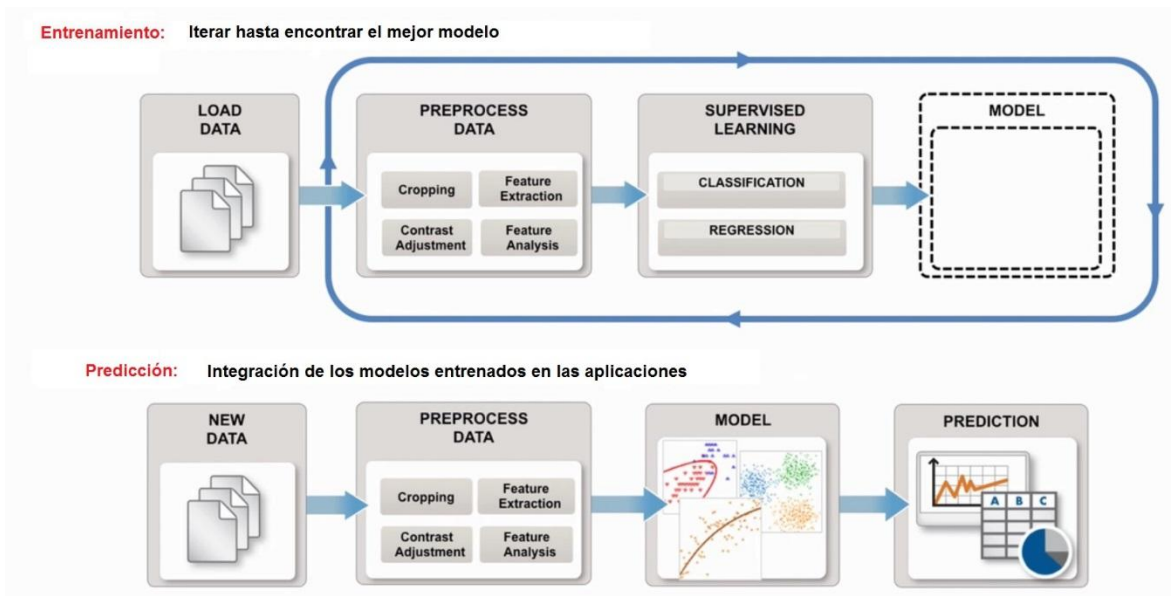 Entrenamiento: Iterar hasta encontrar el mejor modelo
LOAD
DATA
PREPROCESS
DATA
Cropping
Feature
Extraction
Contrast
Adjustment
Feature
Analysis
SUPERVISED
LEARNING
CLASSIFICATION
REGRESSION
MODEL
Predicción: Integración de los modelos entrenados en las aplicaciones
NEW
DATA
PREPROCESS
DATA
Cropping
Feature
Extraction
Contrast
Adjustment
Feature
Analysis
MODEL
PREDICTION
A B C